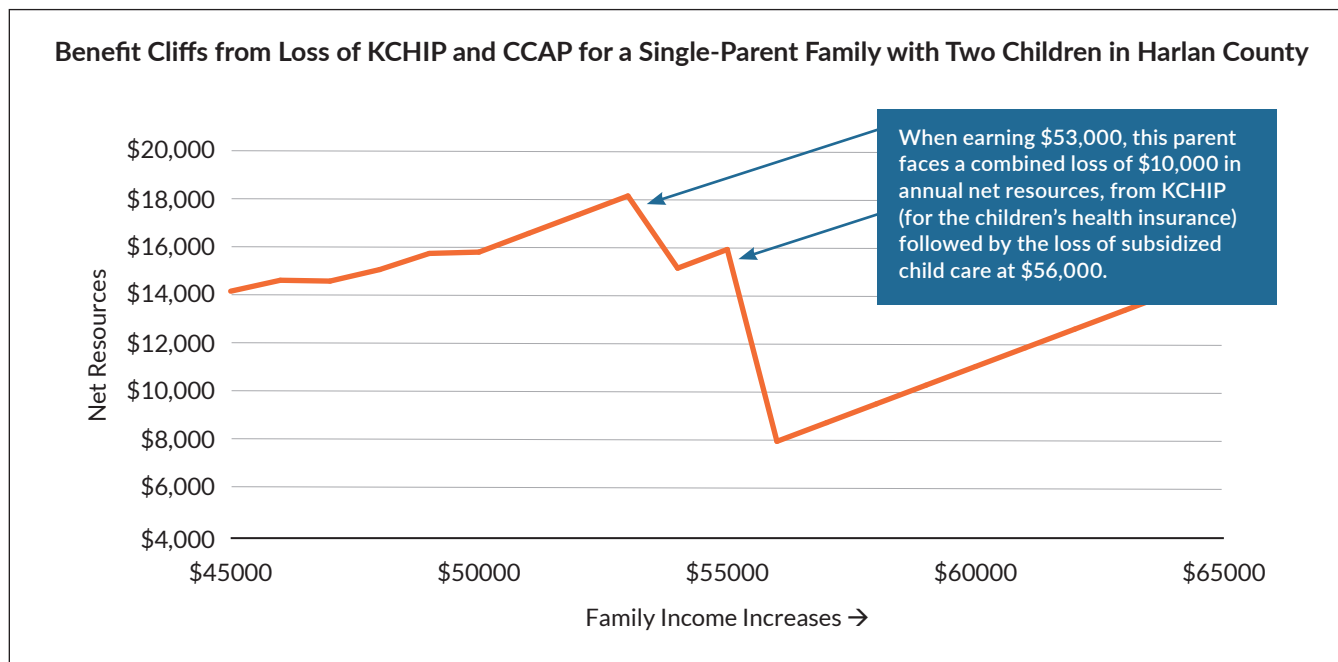 Benefit Cliffs from Loss of KCHIP and CCAP for a Single-Parent Family with Two Children in Harlan County
When earning $53,000, this parent
faces a combined loss of $10,000 in
annual net resources, from KCHIP
(for the children’s health insurance)
followed by the loss of subsidized
child care at $56,000.
Net Resources
$20,000
$18,000
$16,000
$14,000
$12,000
$10,000
$8,000
$6,000
$4,000
$45000 $50000 $55000 $60000 $65000
Family Income Increases →